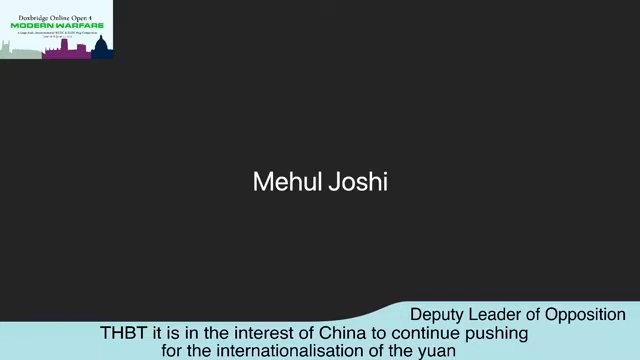 Doxbridge Online Open 4
MODERN WARFARE
Mehul Joshi
Deputy Leader of Opposition
THBT it is in the interest of China to continue pushing
for the internationalisation of the yuan